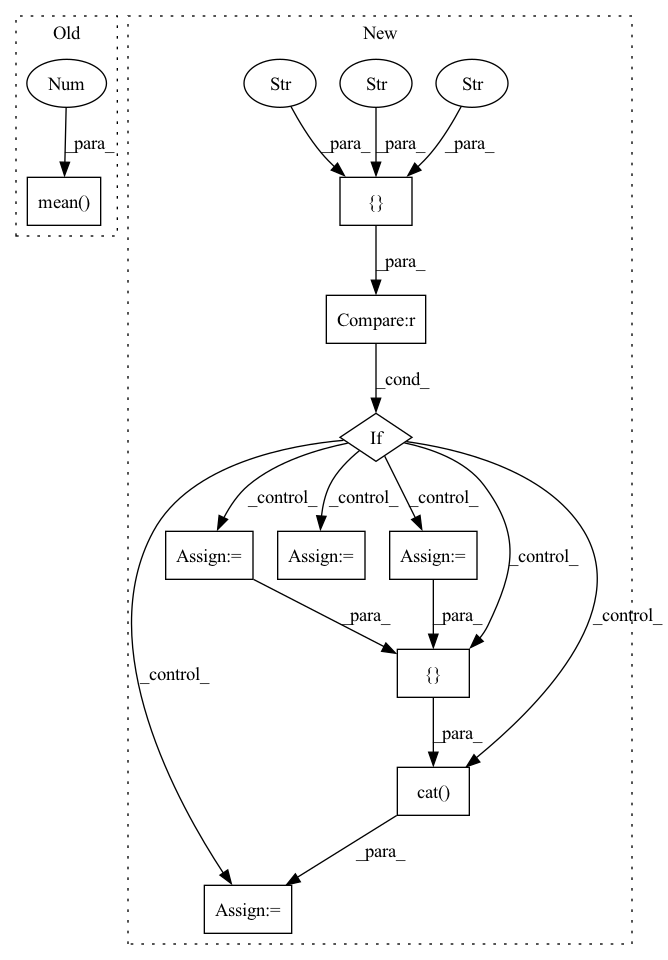 Old
New
Num
Str
Str
Str
_para_
_para_
_para_
_para_
mean()
{}
_para_
Compare:r
_cond_
If
_control_
_control_
_control_
Assign:=
Assign:=
Assign:=
_control_
_control_
_para_
_para_
_control_
{}
_para_
cat()
_para_
Assign:=